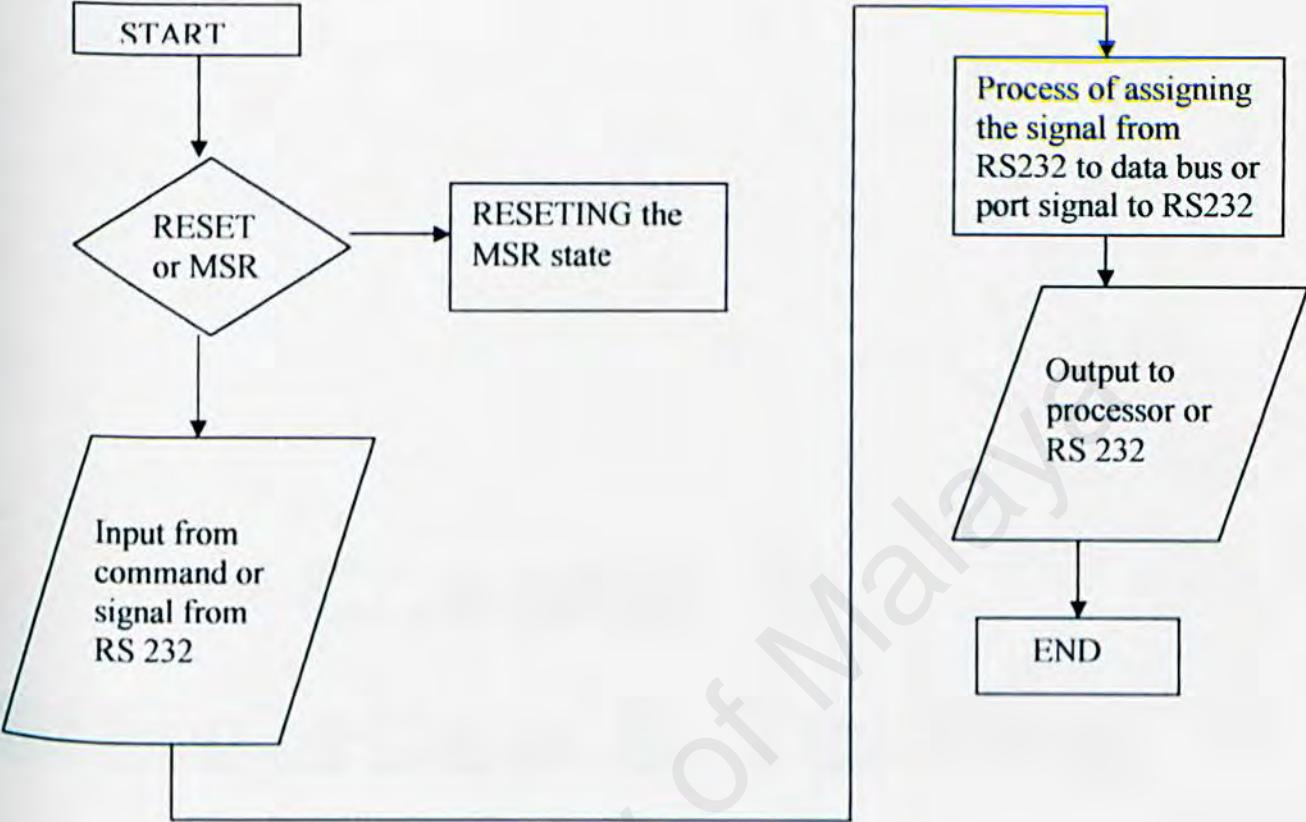 START
RESET
or MSR
RESETING the
MSR state
Input from
command or
signal from
RS 232
Process of assigning
the signal from
RS232 to data bus or
port signal to RS232
Output to
processor or
RS 232
END
of Malaya